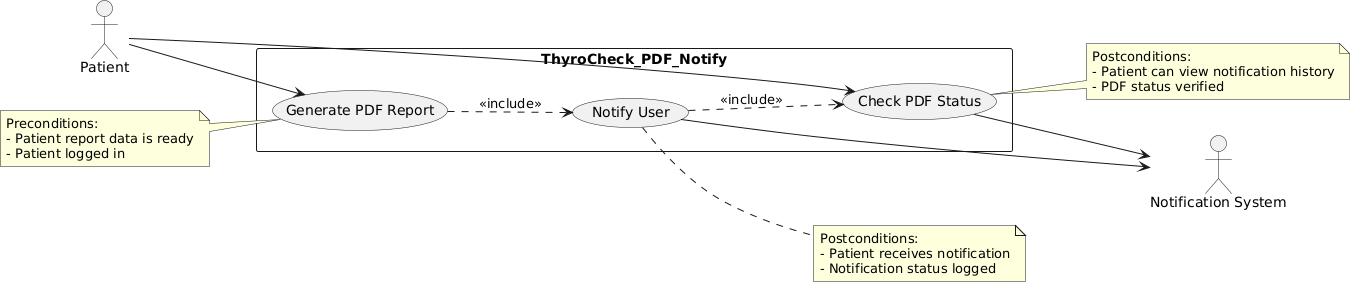 Patient
ThyroCheck_PDF_Notify
Generate PDF Report
«include»
Notify User
«include»
Check PDF Status
Postconditions:
- Patient can view notification history
- PDF status verified
Preconditions:
- Patient report data is ready
- Patient logged in
Notification System
Postconditions:
- Patient receives notification
- Notification status logged